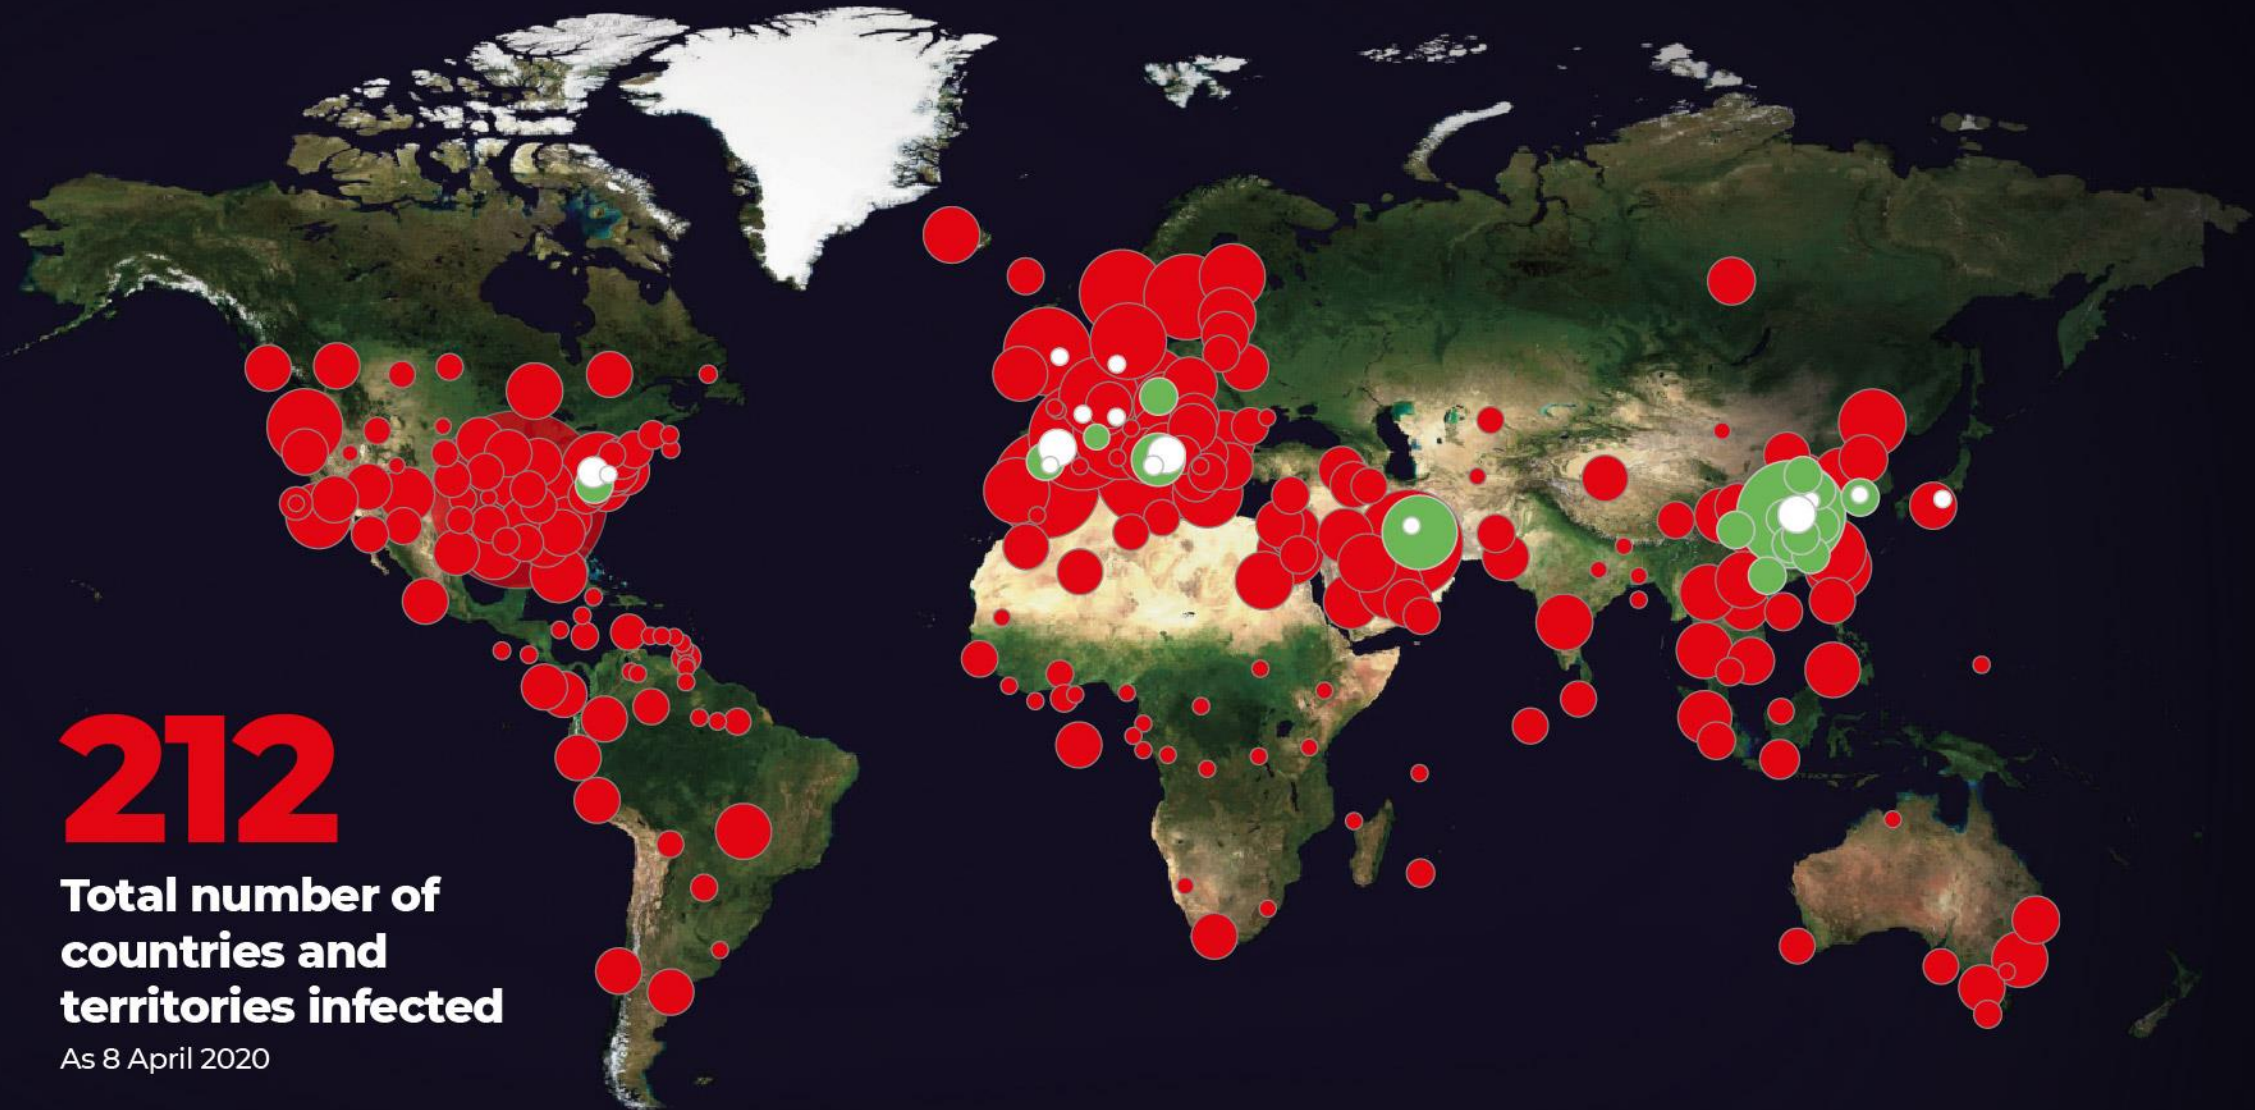 212
Total number of
countries and
territories infected
As 8 April 2020